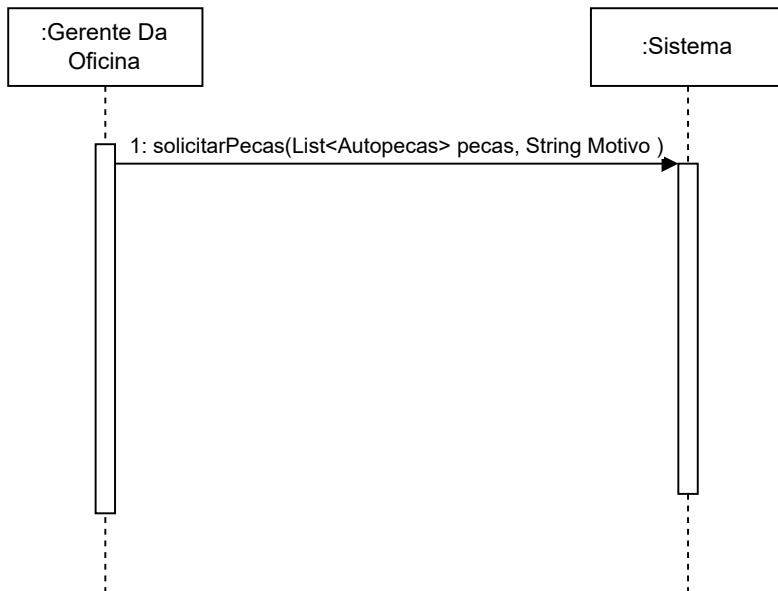 :Gerente Da
Oficina
:Sistema
1: solicitarPecas(List<Autopecas> pecas, String Motivo )